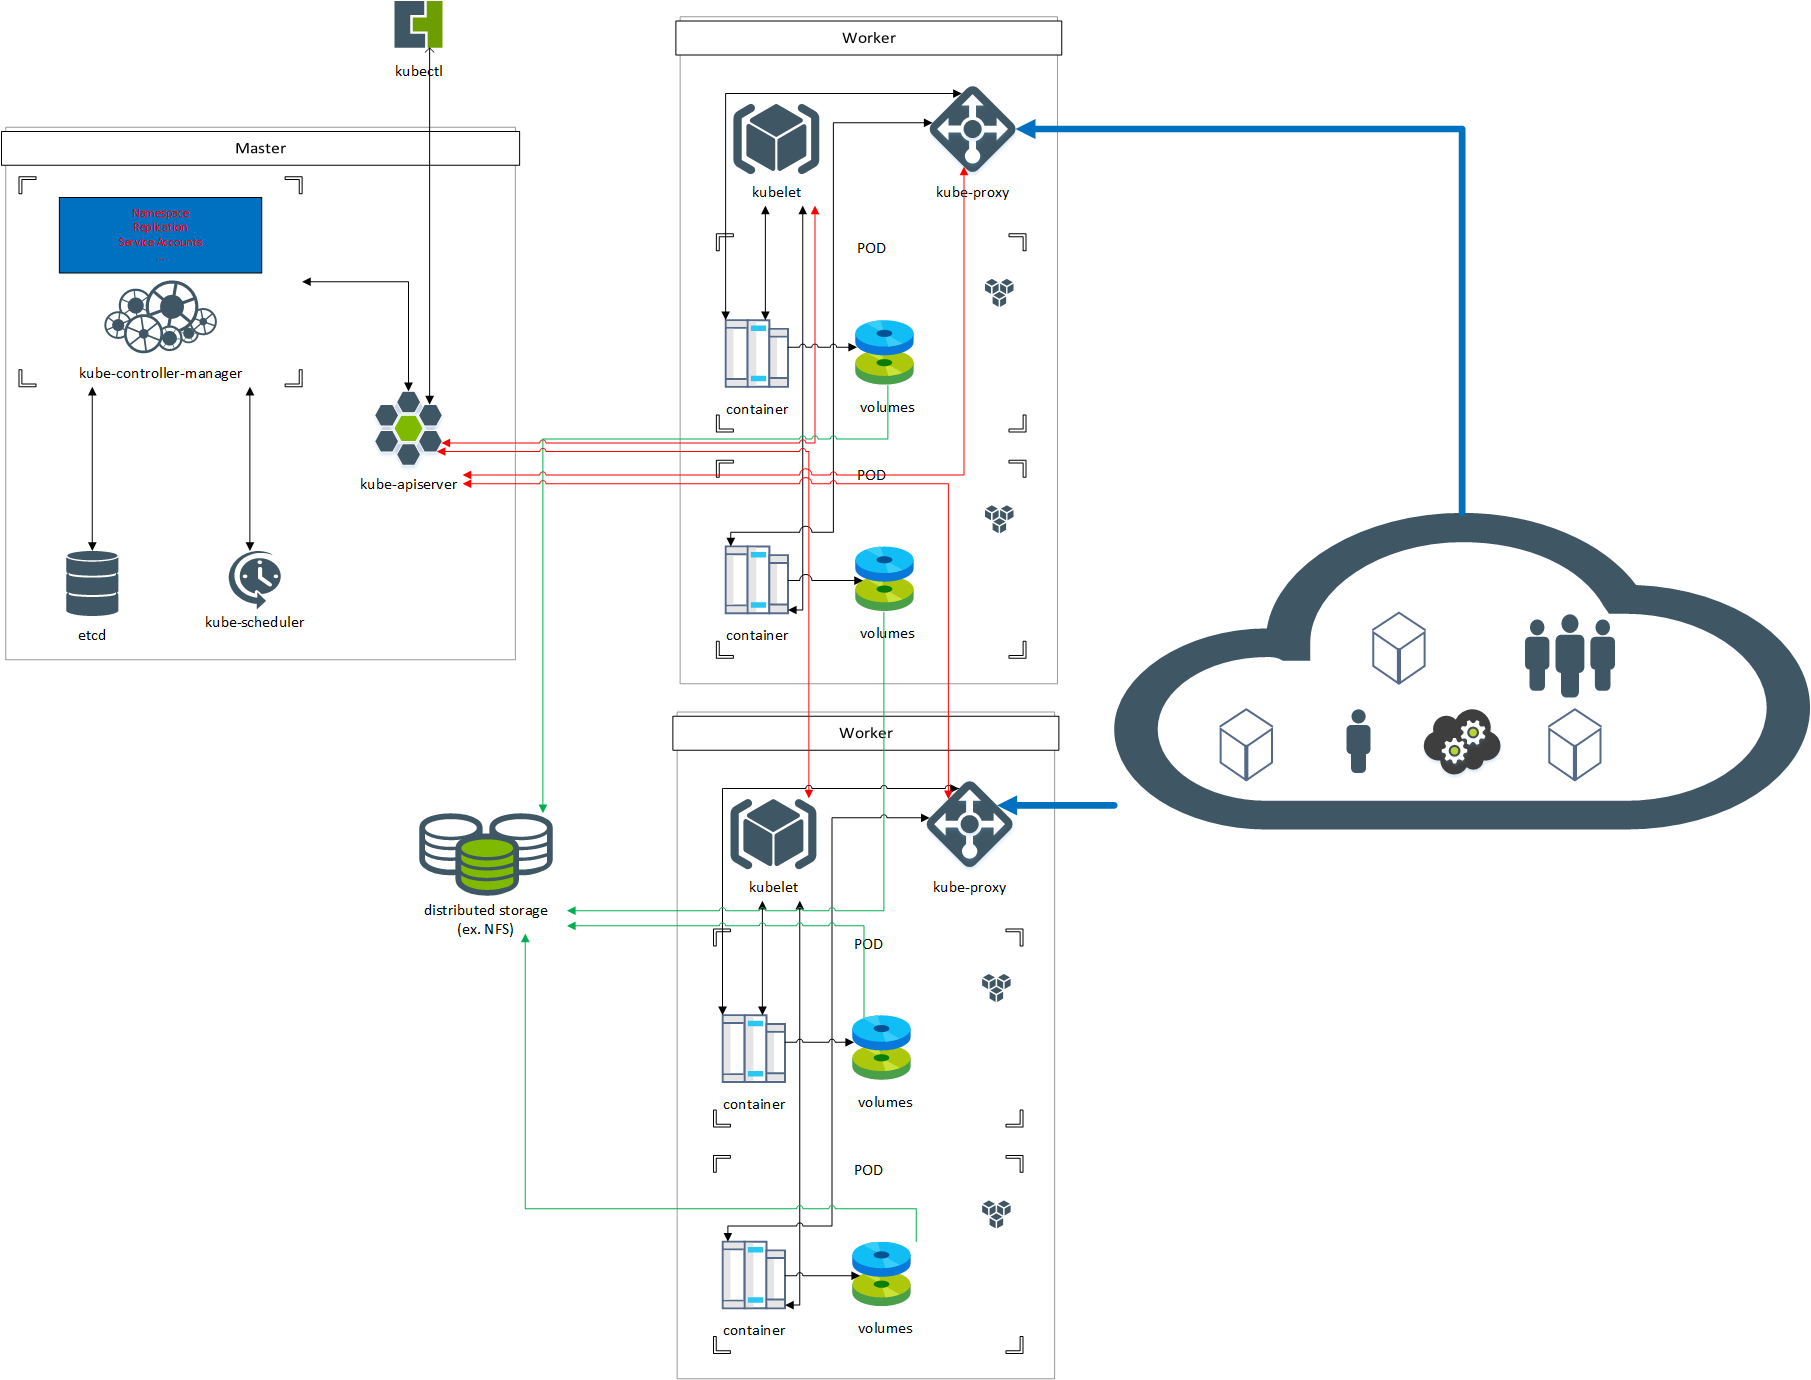 kubectl
Master
Namespace
Replication
Service Accounts
kube-controller-manager
kube-apiserver
etcd
kube-scheduler
Worker
kubelet
kube-proxy
POD
container
volumes
POD
container
volumes
Worker
kubelet
kube-proxy
distributed storage
(ex. NFS)
POD
container
volumes
POD
container
volumes